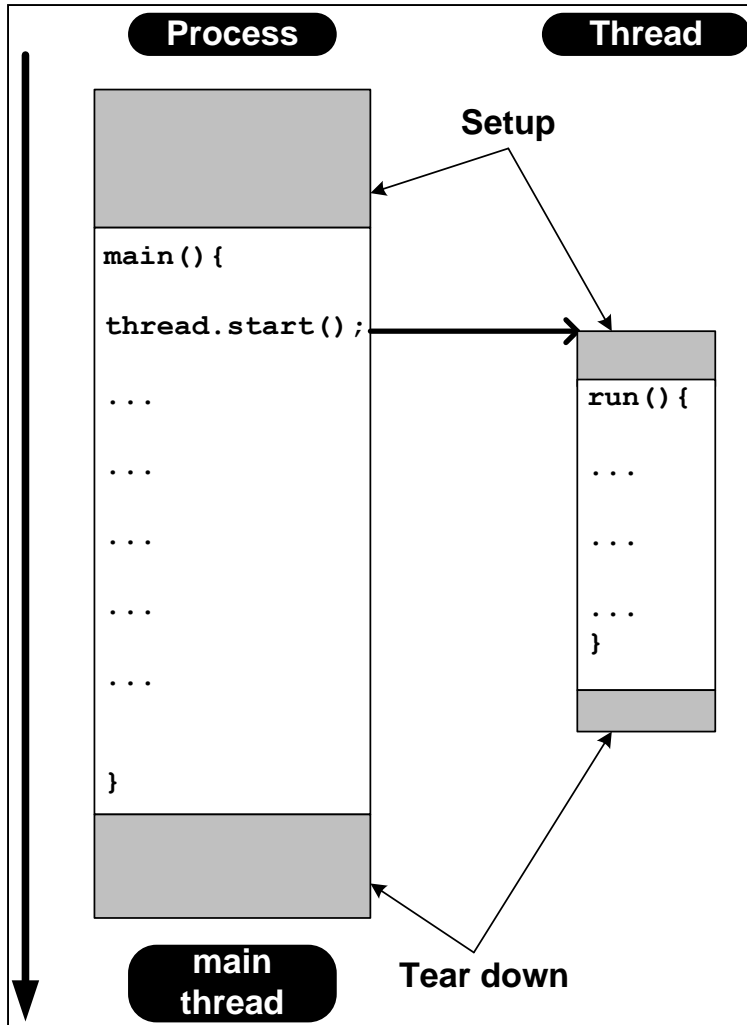 Process
Thread
Setup
main(){
thread.start();
...
...
...
...
...
}
run(){
...
...
...
}
main
thread
Tear down